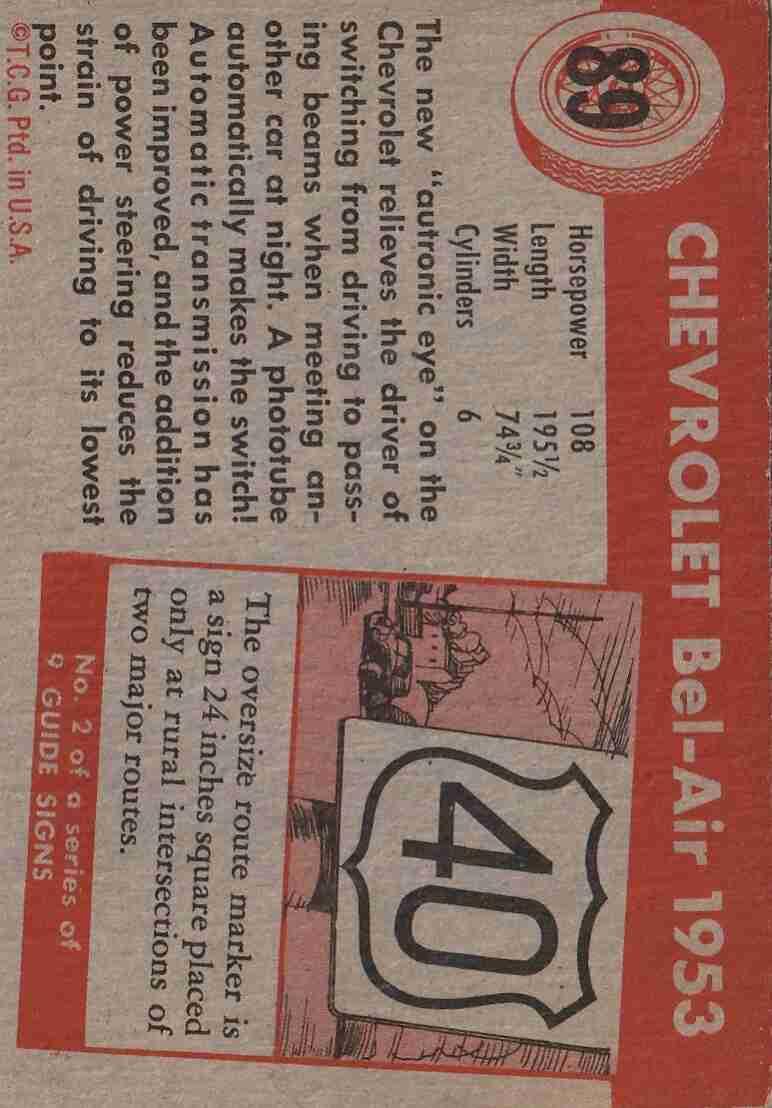 89
CHEVROLET Bel-Air 1953
Horsepower 108
Length 195½
Width 74¾"
Cylinders 6
The new "autronic eye" on the
Chevrolet relieves the driver of
switching from driving to pass-
ing beams when meeting an-
other car at night. A phototube
automatically makes the switch!
Automatic transmission has
been improved, and the addition
of power steering reduces the
strain of driving to its lowest
point.
©T.C.G. Ptd. in U.S.A.
40
The oversize route marker is
a sign 24 inches square placed
only at rural intersections of
two major routes.
No. 2 of a series of
9 GUIDE SIGNS